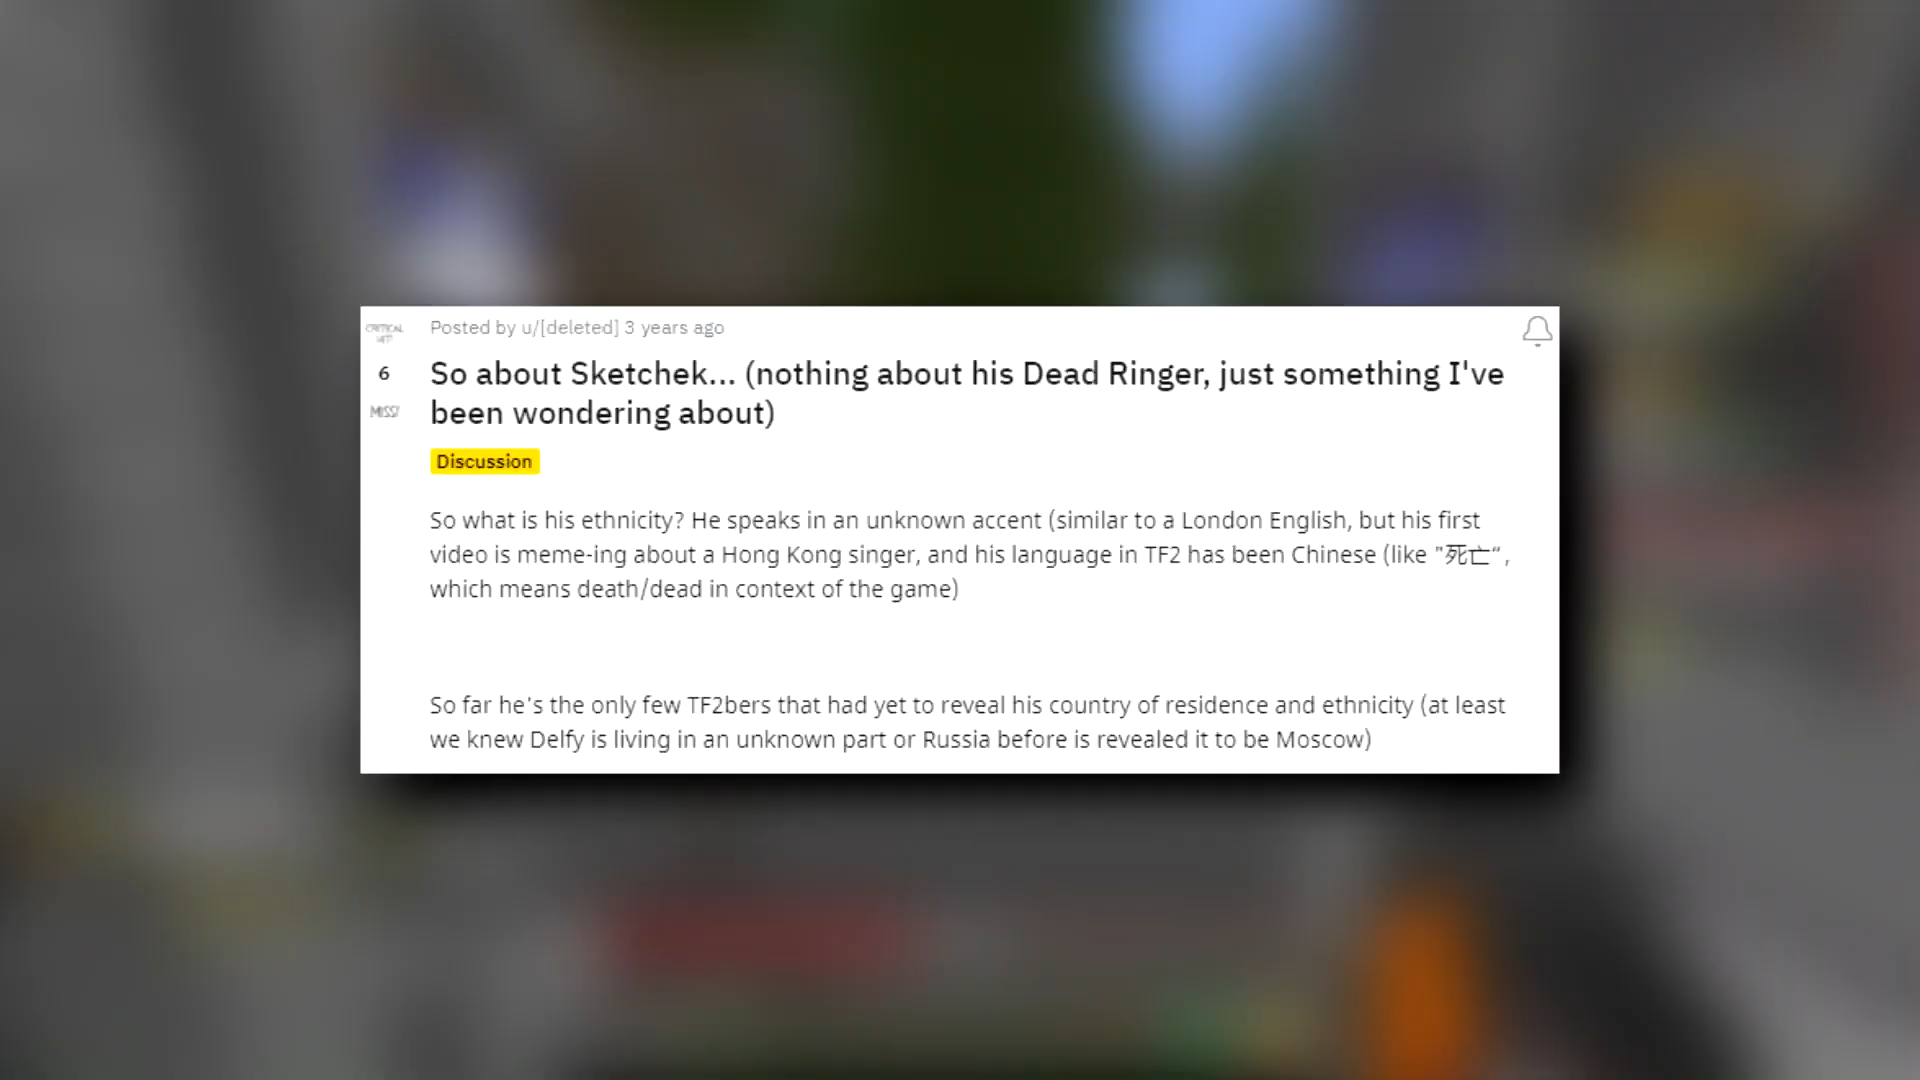 CRITICAL HIT!
Posted by u/[deleted] 3 years ago
6
So about Sketchek... (nothing about his Dead Ringer, just something I've
been wondering about)
MISS!
Discussion
So what is his ethnicity? He speaks in an unknown accent (similar to a London English, but his first
video is meme-ing about a Hong Kong singer, and his language in TF2 has been Chinese (like "死亡“,
which means death/dead in context of the game)
So far he's the only few TF2bers that had yet to reveal his country of residence and ethnicity (at least
we knew Delfy is living in an unknown part or Russia before is revealed it to be Moscow)